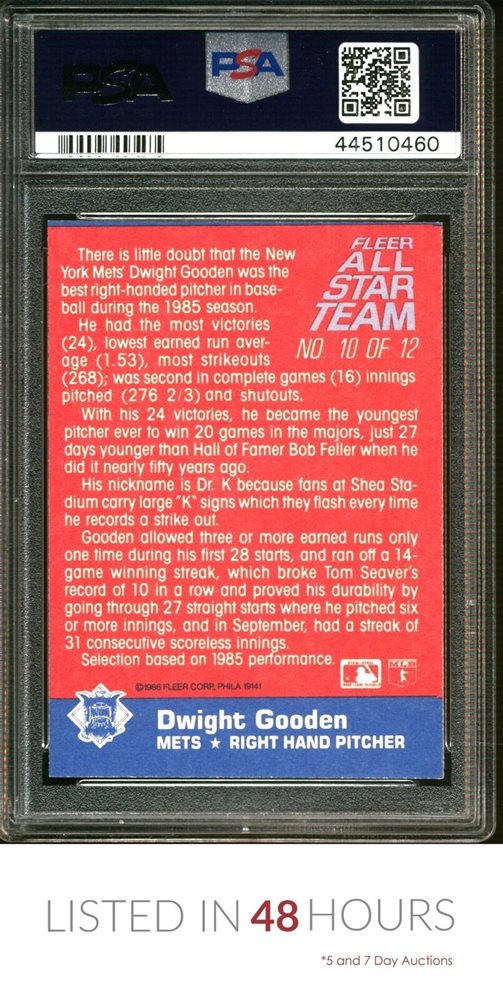 PSA
PSA
44510460
FLEER
ALL
STAR
TEAM
NO. 10 OF 12
There is little doubt that the New
York Mets' Dwight Gooden was the
best right-handed pitcher in base-
ball during the 1985 season.
He had the most victories
(24), lowest earned run aver-
age (1.53), most strikeouts
(268); was second in complete games (16) innings
pitched (276 2/3) and shutouts.
With his 24 victories, he became the youngest
pitcher ever to win 20 games in the majors, just 27
days younger than Hall of Famer Bob Feller when he
did it nearly fifty years ago.
His nickname is Dr. K because fans at Shea Sta-
dium carry large "K" signs which they flash every time
he records a strike out.
Gooden allowed three or more earned runs only
one time during his first 28 starts, and ran off a 14-
game winning streak, which broke Tom Seaver's
record of 10 in a row and proved his durability by
going through 27 straight starts where he pitched six
or more innings, and in September, had a streak of
31 consecutive scoreless innings.
Selection based on 1985 performance.
©1986 FLEER CORP., PHILA. 19141
Dwight Gooden
METS ★ RIGHT HAND PITCHER
LISTED IN 48 HOURS
*5 and 7 Day Auctions